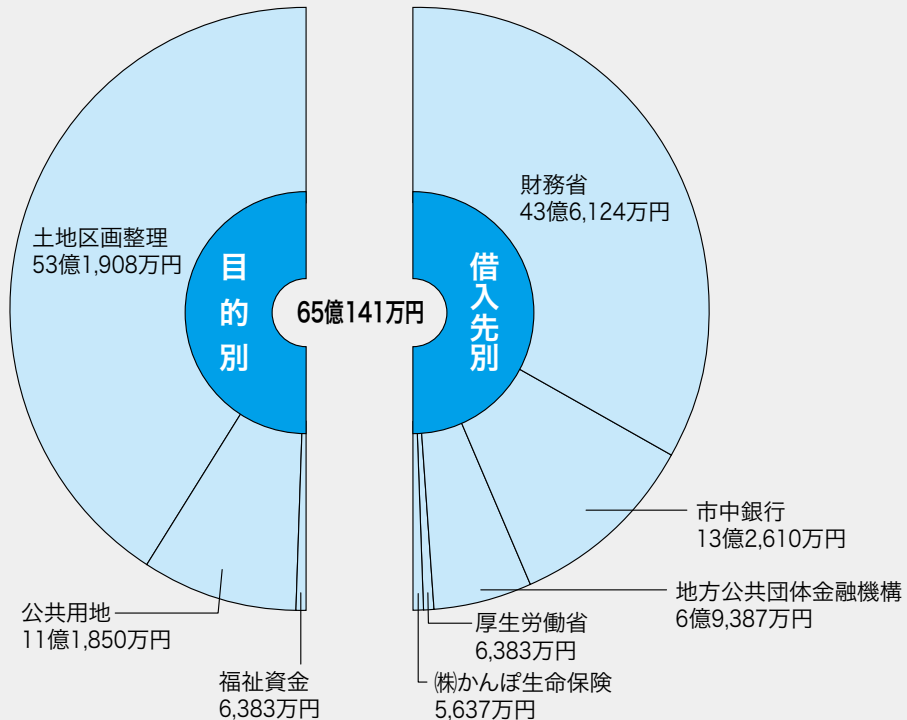 土地区画整理
53億1,908万円
目的別
65億141万円
借入先別
財務省
43億6,124万円
市中銀行
13億2,610万円
地方公共団体金融機構
6億9,387万円
厚生労働省
6,383万円
㈱かんぽ生命保険
5,637万円
公共用地
11億1,850万円
福祉資金
6,383万円